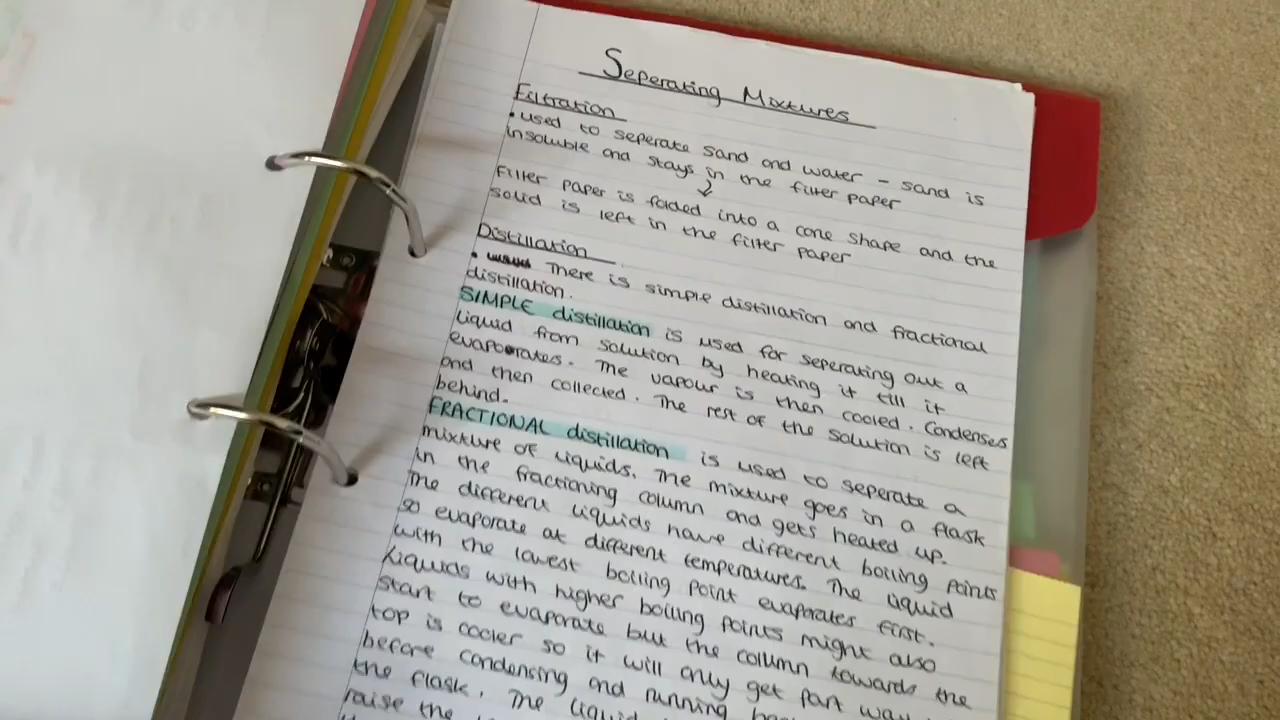 Seperating Mixtures
Filtration
• used to seperate sand and water - sand is
insoluble and stays in the filter paper
↓
Filter paper is folded into a cone shape and the
solid is left in the filter paper
Distillation
• There is simple distillation and fractional
distillation.
SIMPLE distillation is used for seperating out a
liquid from solution by heating it till it
evaporates. The vapour is then cooled. Condenses
and then collected. The rest of the solution is left
behind.
FRACTIONAL distillation is used to seperate a
mixture of liquids. The mixture goes in a flask
in the fractioning column and gets heated up.
The different liquids have different boiling points
so evaporate at different temperatures. The liquid
with the lowest boiling point evaporates first.
Liquids with higher boiling points might also
start to evaporate but the column towards the
top is cooler so it will only get part way
before condensing and running
the flask. The liquid
raise the